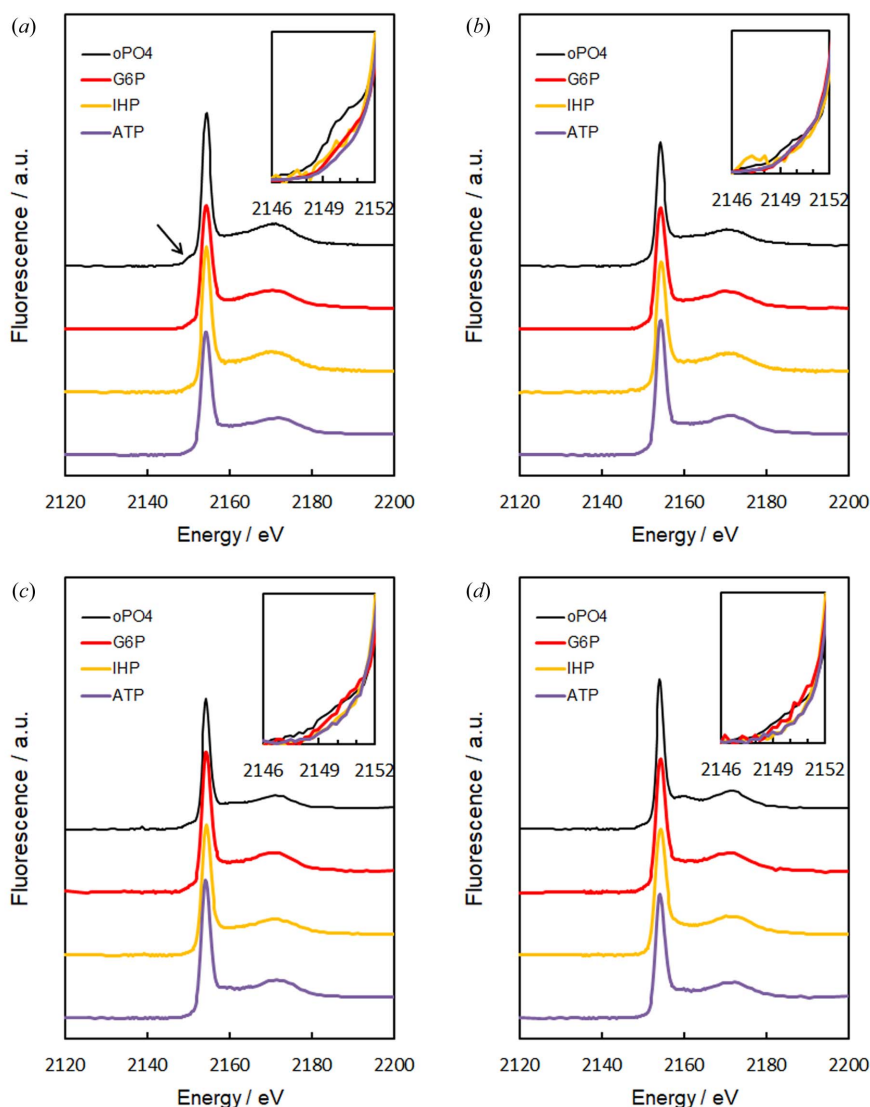 (a)
oPO4
G6P
IHP
ATP
2146 2149 2152
Fluorescence / a.u.
2120 2140 2160 2180 2200
Energy / eV
(b)
oPO4
G6P
IHP
ATP
2146 2149 2152
Fluorescence / a.u.
2120 2140 2160 2180 2200
Energy / eV
(c)
oPO4
G6P
IHP
ATP
2146 2149 2152
Fluorescence / a.u.
2120 2140 2160 2180 2200
Energy / eV
(d)
oPO4
G6P
IHP
ATP
2146 2149 2152
Fluorescence / a.u.
2120 2140 2160 2180 2200
Energy / eV